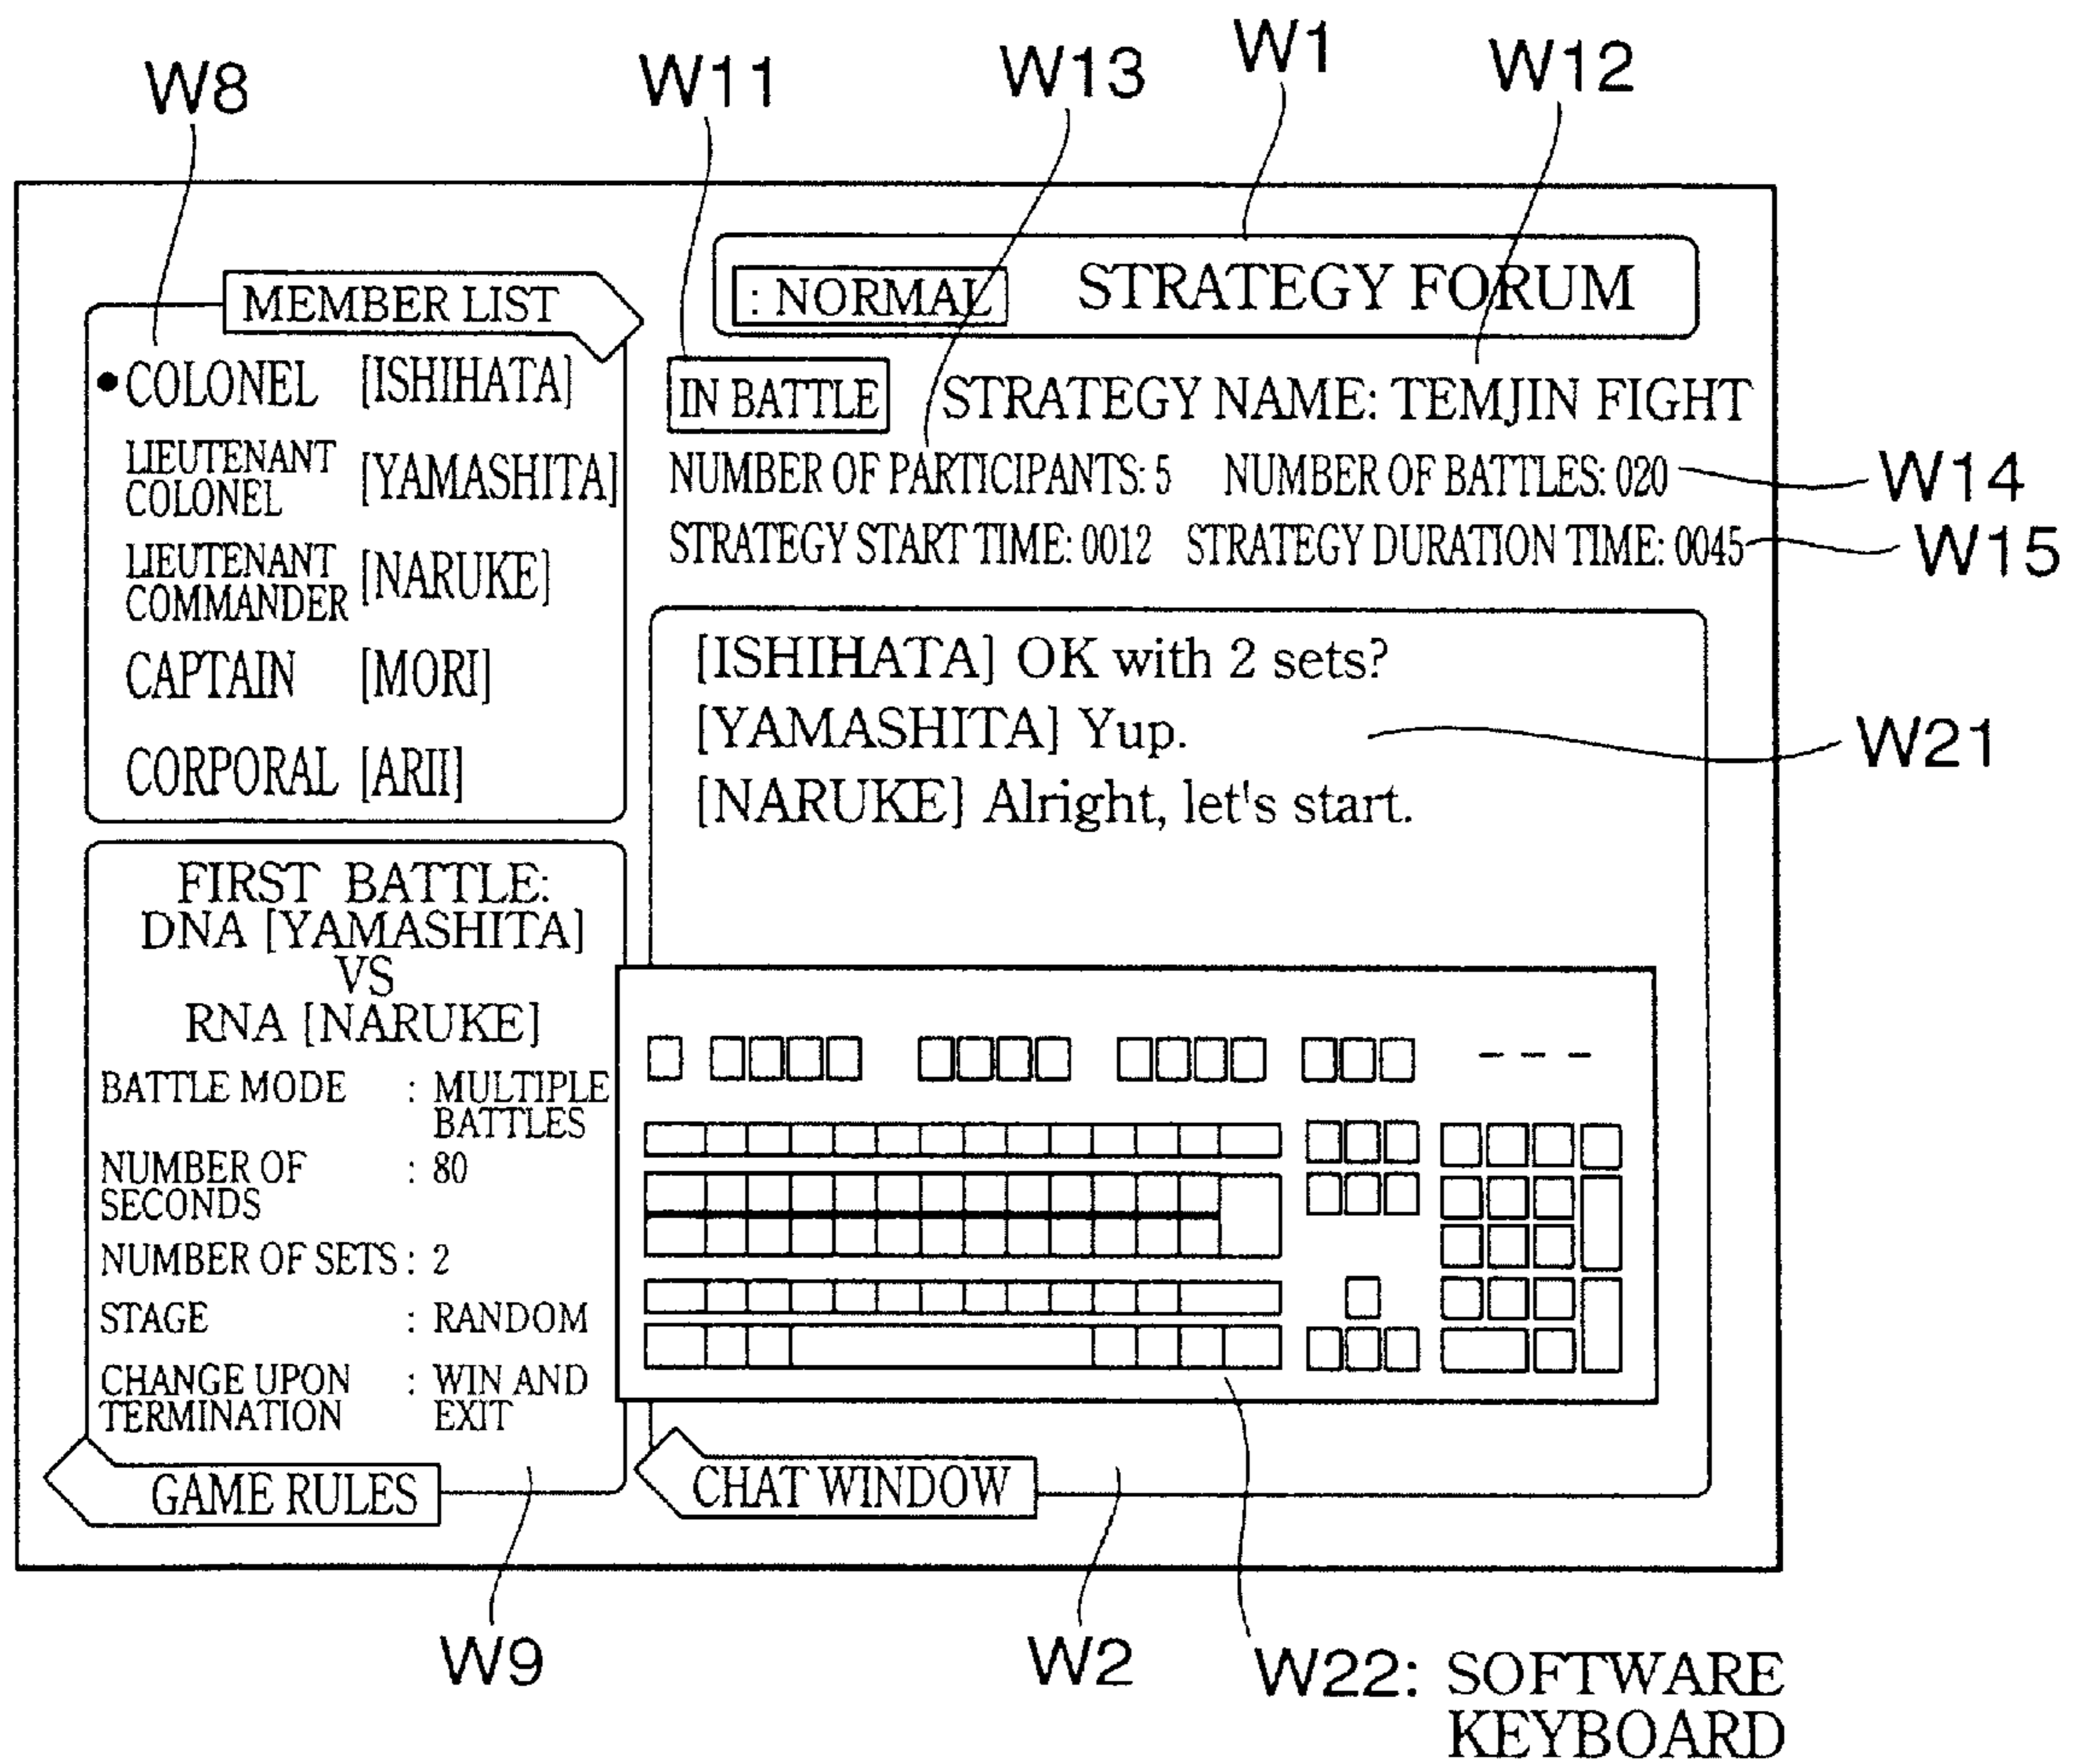 W8 W11 W13 W1 W12
MEMBER LIST
: NORMAL STRATEGY FORUM
●COLONEL [ISHIHATA]
LIEUTENANT COLONEL [YAMASHITA]
LIEUTENANT COMMANDER [NARUKE]
CAPTAIN [MORI]
CORPORAL [ARII]
IN BATTLE STRATEGY NAME: TEMJIN FIGHT
NUMBER OF PARTICIPANTS: 5 NUMBER OF BATTLES: 020 W14
STRATEGY START TIME: 0012 STRATEGY DURATION TIME: 0045 W15
[ISHIHATA] OK with 2 sets?
[YAMASHITA] Yup.
W21
[NARUKE] Alright, let's start.
FIRST BATTLE:
DNA [YAMASHITA]
VS
RNA [NARUKE]
BATTLE MODE : MULTIPLE BATTLES
NUMBER OF SECONDS : 80
NUMBER OF SETS : 2
STAGE : RANDOM
CHANGE UPON TERMINATION : WIN AND EXIT
GAME RULES
CHAT WINDOW
W9 W2 W22: SOFTWARE
KEYBOARD